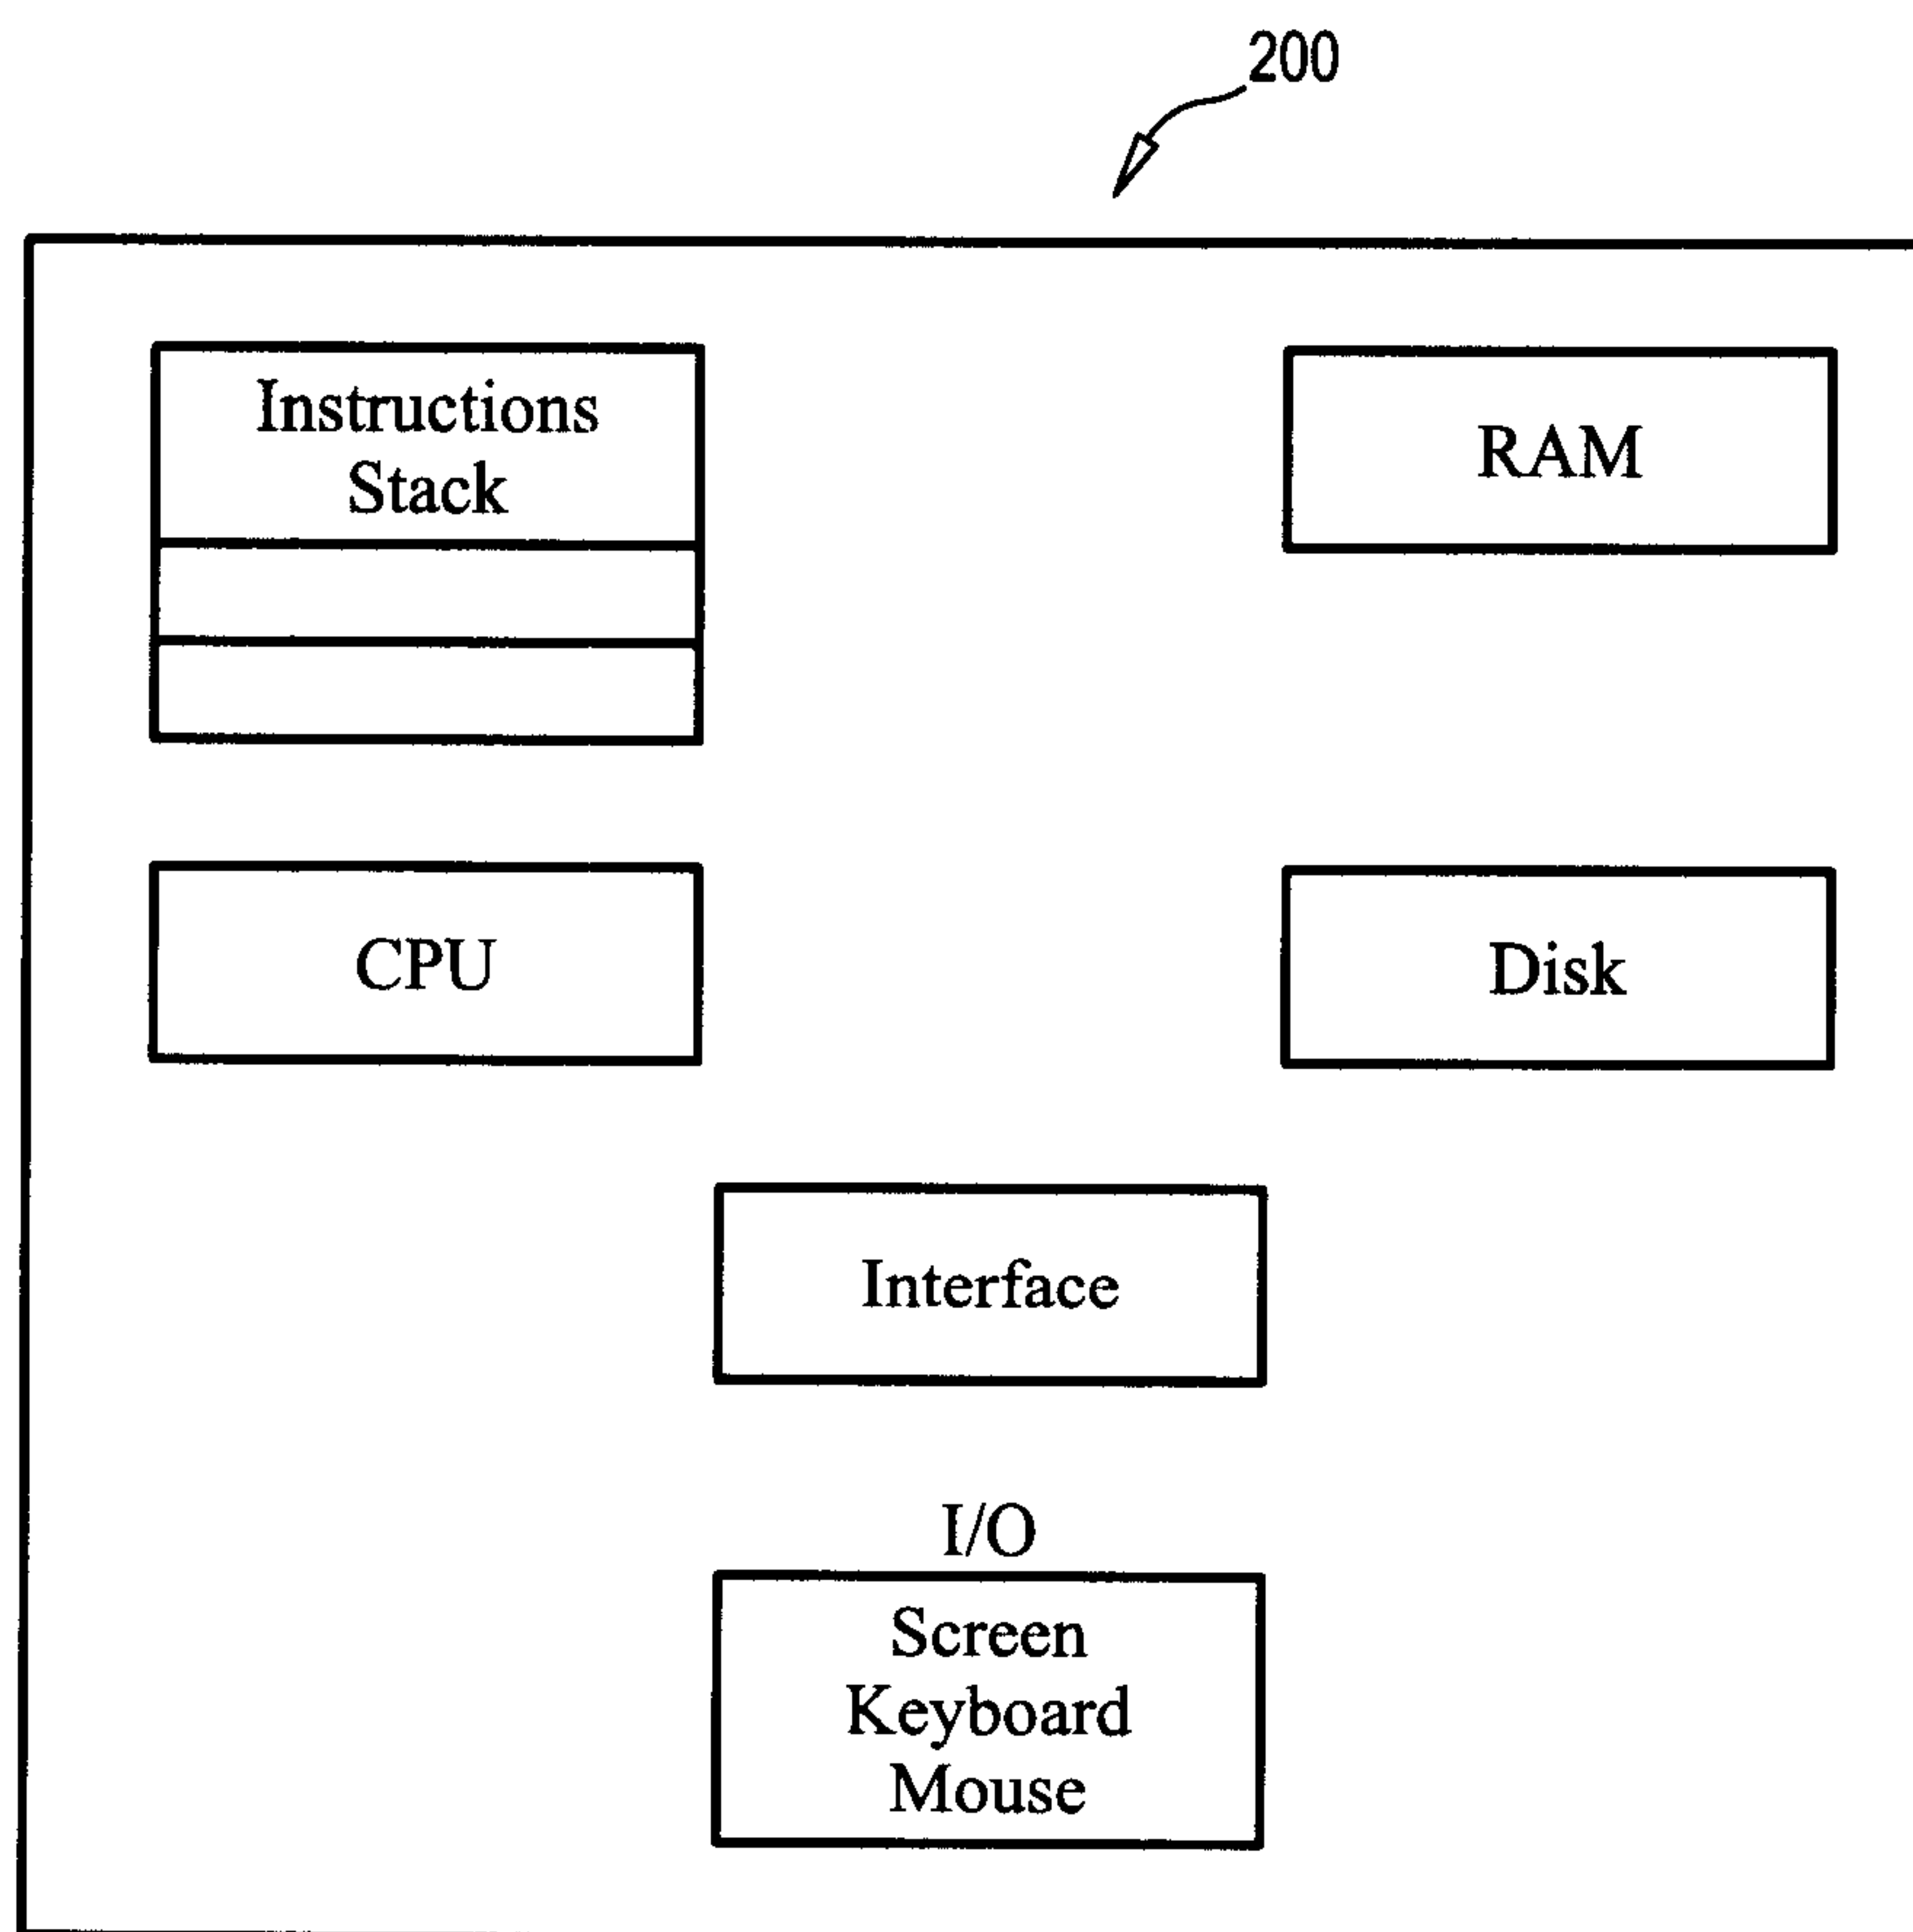 200
Instructions
Stack
RAM
CPU
Disk
Interface
I/O
Screen
Keyboard
Mouse